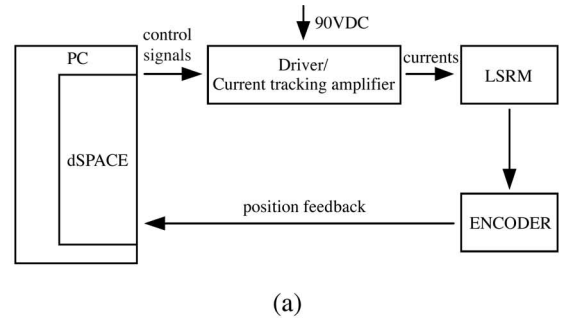 90VDC
PC
control
signals
Driver/
Current tracking amplifier
currents
LSRM
dSPACE
position feedback
ENCODER
(a)